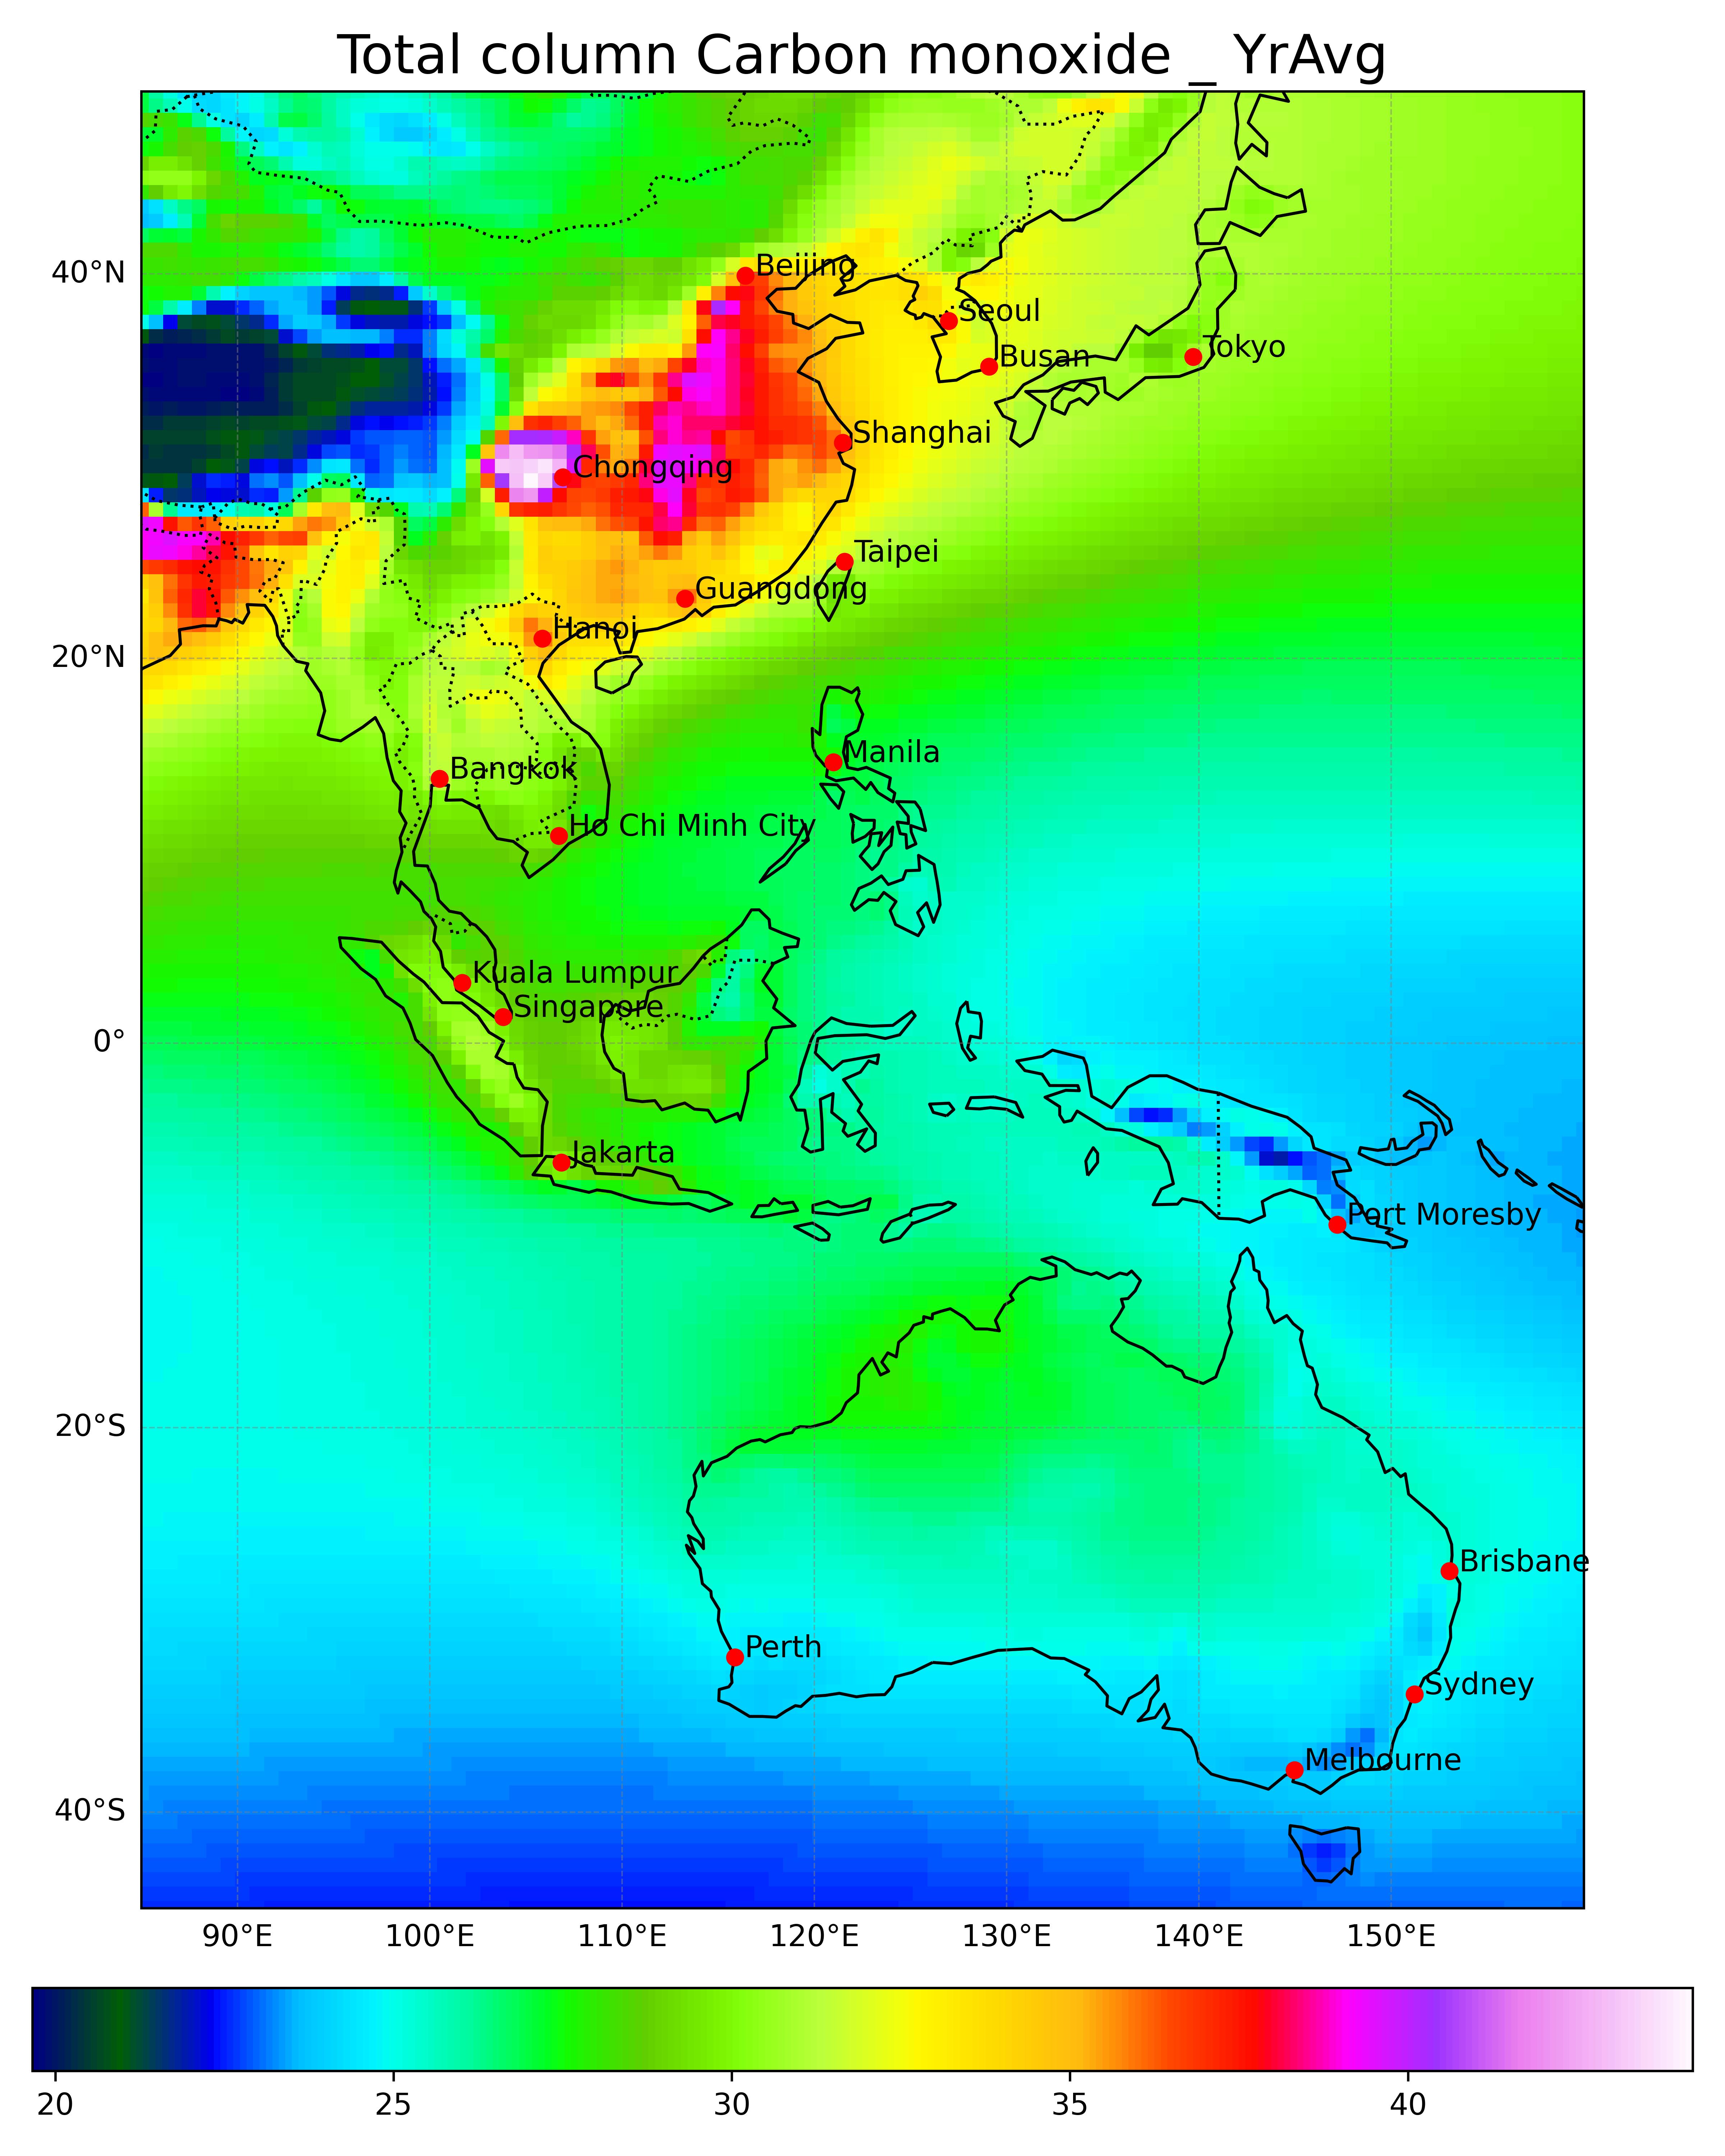 Total column Carbon monoxide _ YrAvg
40°N
20°N
0°
20°S
40°S
Beijing
Seoul
Busan
Tokyo
Shanghai
Chongqing
Taipei
Guangdong
Hanoi
Manila
Bangkok
Ho Chi Minh City
Kuala Lumpur
Singapore
Jakarta
Port Moresby
Brisbane
Perth
Sydney
Melbourne
90°E 100°E 110°E 120°E 130°E 140°E 150°E
20 25 30 35 40